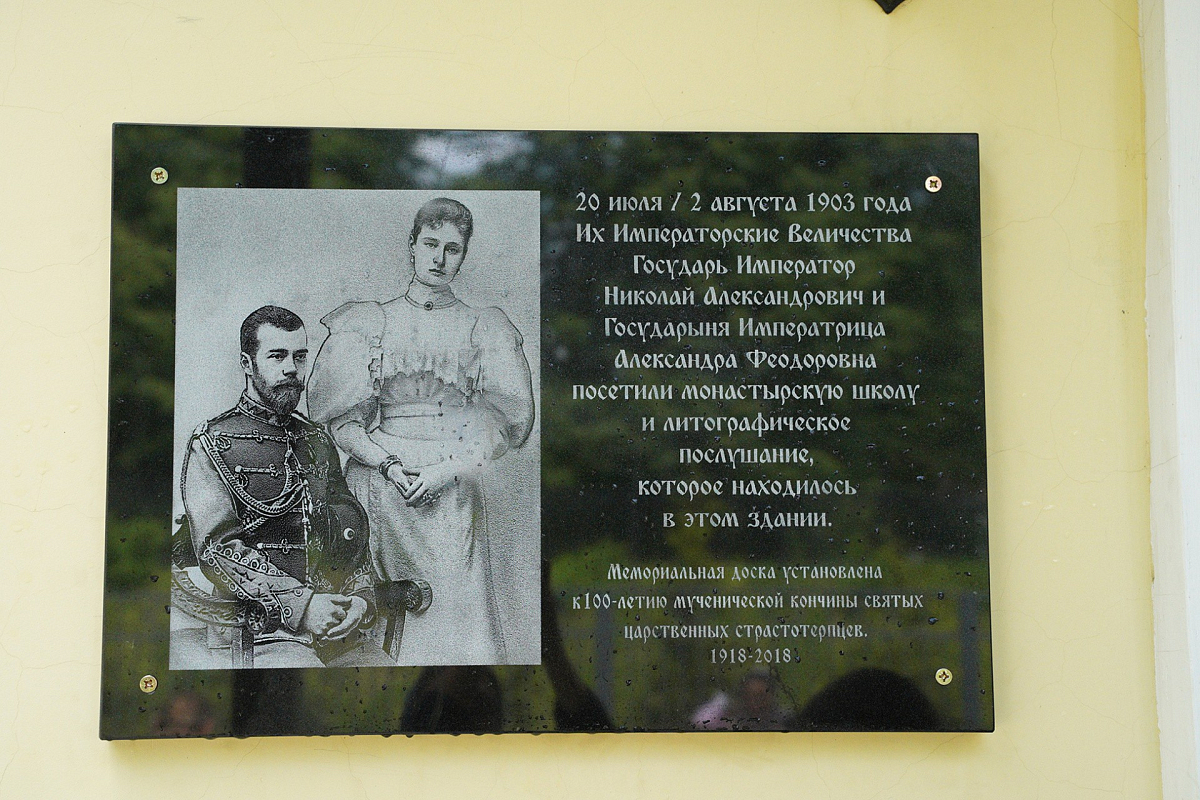 20 июля / 2 августа 1903 года
Их Императорские Величества
Государь Император
Николай Александрович и
Государыня Императрица
Александра Феодоровна
посетили монастырскую школу
и литографическое
послушание,
которое находилось
в этом здании.
Мемориальная доска установлена
к 100-летию мученической кончины святых
царственных страстотерпцев.
1918-2018